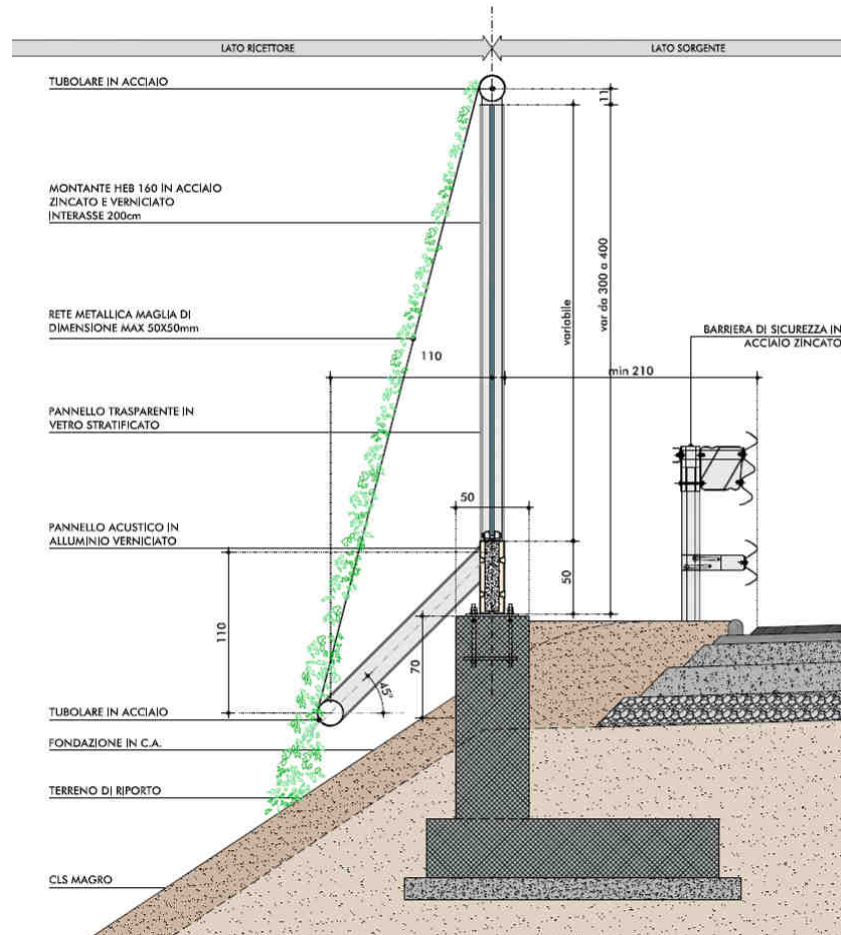 LATO RICETTORE
LATO SORGENTE
TUBOLARE IN ACCIAIO
11
MONTANTE HEB 160 IN ACCIAIO
ZINCATO E VERNICIATO
INTERASSE 200cm
variabile
var da 300 a 400
RETE METALLICA MAGLIA DI
DIMENSIONE MAX 50X50mm
BARRIERA DI SICUREZZA IN
ACCIAIO ZINCATO
110
min 210
PANNELLO TRASPARENTE IN
VETRO STRATIFICATO
50
PANNELLO ACUSTICO IN
ALLUMINIO VERNICIATO
50
110
70
45°
TUBOLARE IN ACCIAIO
FONDAZIONE IN C.A.
TERRENO DI RIPORTO
CLS MAGRO